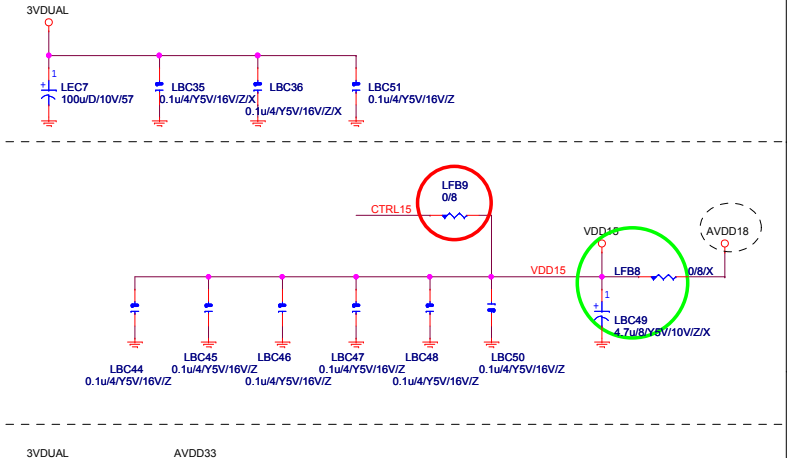 3VDUAL
1
LEC7
100u/D/10V/57
LBC35
0.1u/4/Y5V/16V/Z/X
LBC36
0.1u/4/Y5V/16V/Z/X
LBC51
0.1u/4/Y5V/16V/Z
LFB9
0/8
CTRL15
VDD15
VDD15
AVDD18
LFB8
0/8/X
1
LBC49
4.7u/8/Y5V/10V/Z/X
LBC44
0.1u/4/Y5V/16V/Z
LBC45
0.1u/4/Y5V/16V/Z
LBC46
0.1u/4/Y5V/16V/Z
LBC47
0.1u/4/Y5V/16V/Z
LBC48
0.1u/4/Y5V/16V/Z
LBC50
0.1u/4/Y5V/16V/Z
3VDUAL
AVDD33